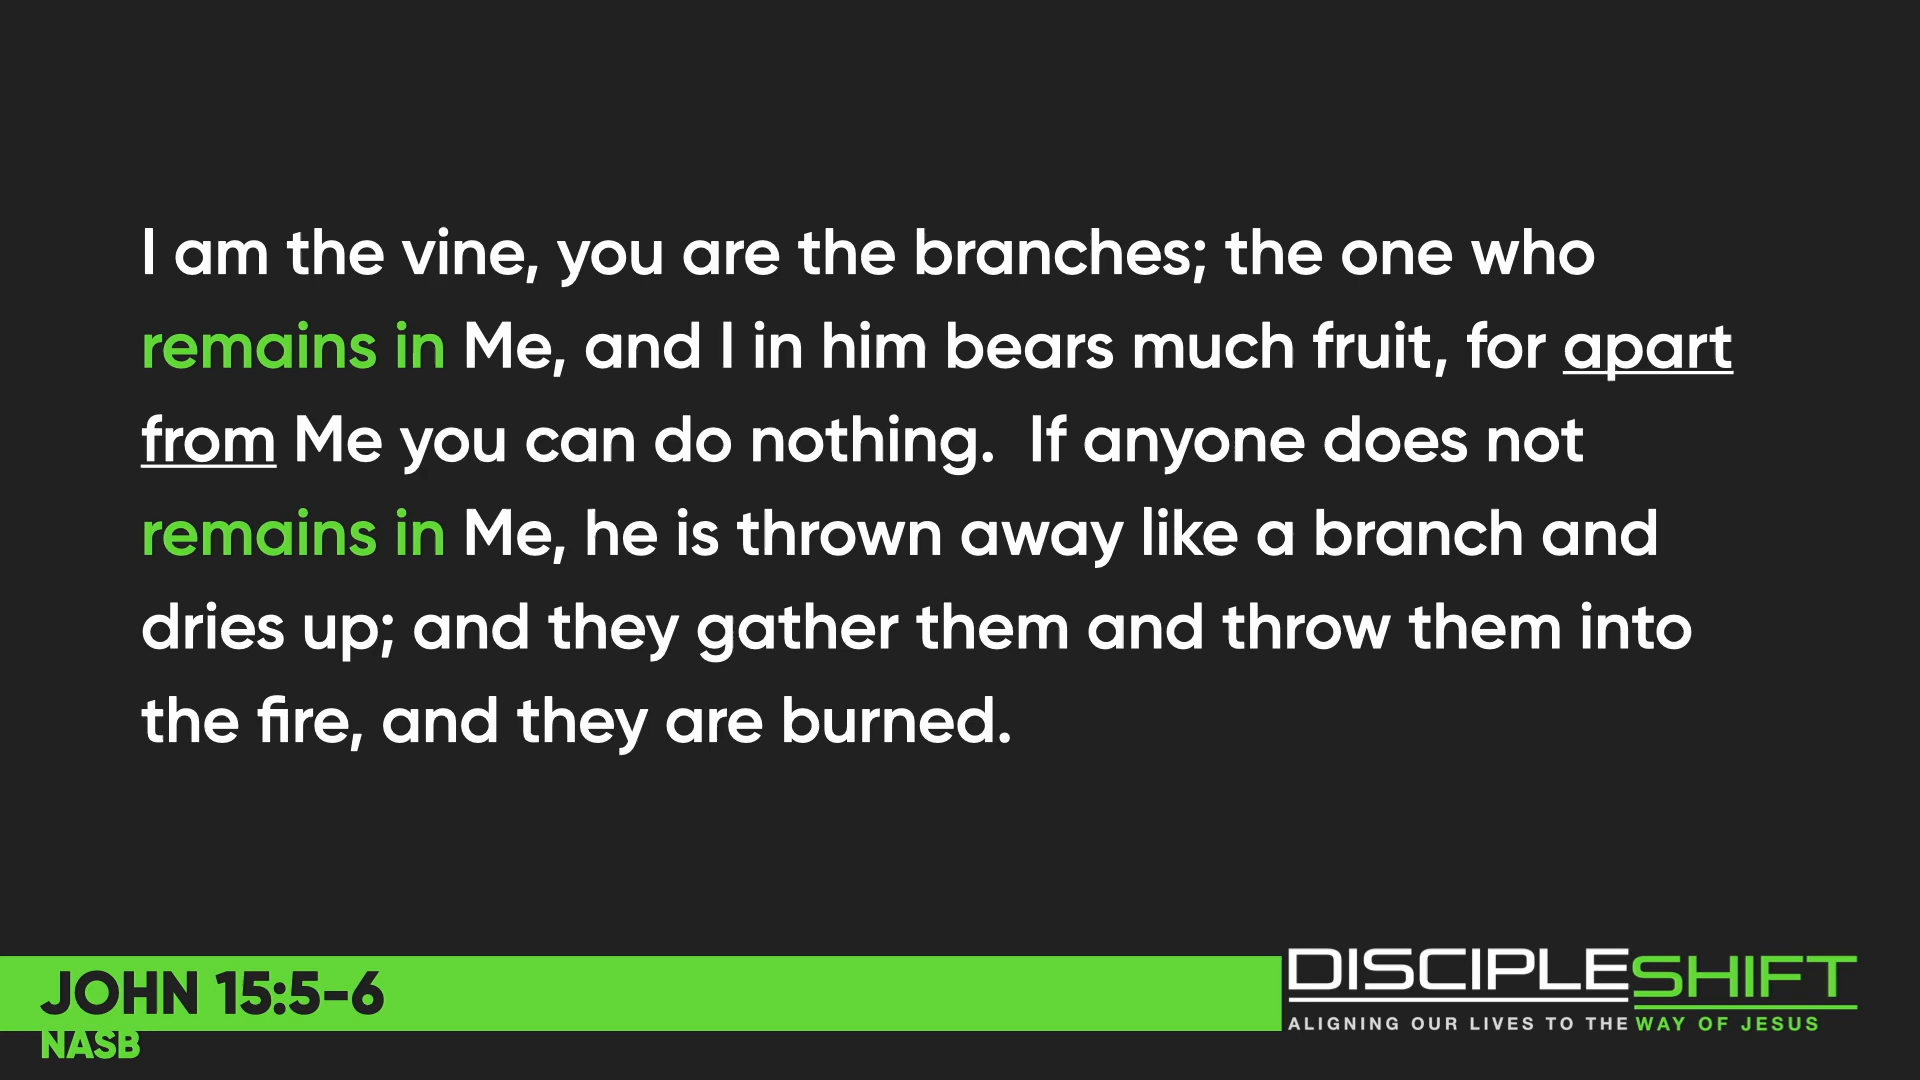 I am the vine, you are the branches; the one who
remains in Me, and I in him bears much fruit, for apart
from Me you can do nothing.  If anyone does not
remains in Me, he is thrown away like a branch and
dries up; and they gather them and throw them into
the fire, and they are burned.
JOHN 15:5-6
NASB
DISCIPLESHIFT
ALIGNING OUR LIVES TO THE WAY OF JESUS